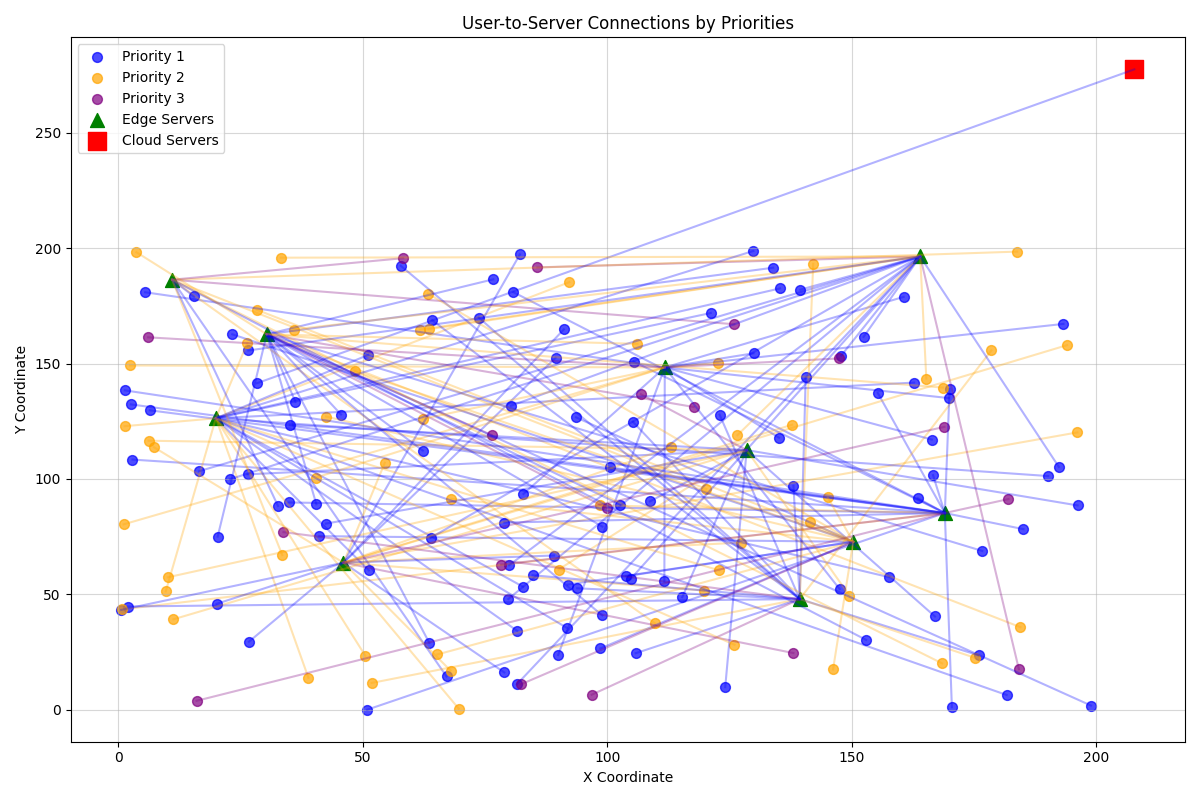 User-to-Server Connections by Priorities
Priority 1
Priority 2
Priority 3
Edge Servers
Cloud Servers
250
200
150
100
50
0
Y Coordinate
0
50
100
150
200
X Coordinate